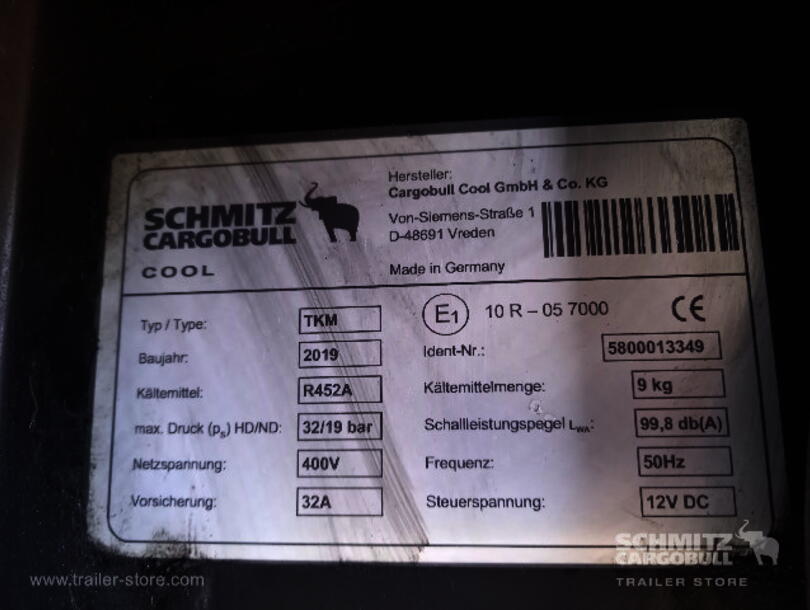 SCHMITZ
CARGOBULL
COOL
Hersteller:
Cargobull Cool GmbH & Co. KG
Von-Siemens-Straße 1
D-48691 Vreden
Made in Germany
E1 10 R – 05 7000 CE
Typ / Type: TKM
Baujahr: 2019
Ident-Nr.: 5800013349
Kältemittel: R452A
Kältemittelmenge: 9 kg
max. Druck (ps) HD/ND: 32/19 bar
Schallleistungspegel LWA: 99,8 db(A)
Netzspannung: 400V
Frequenz: 50Hz
Vorsicherung: 32A
Steuerspannung: 12V DC
www.trailer-store.com
SCHMITZ
CARGOBULL
TRAILER STORE